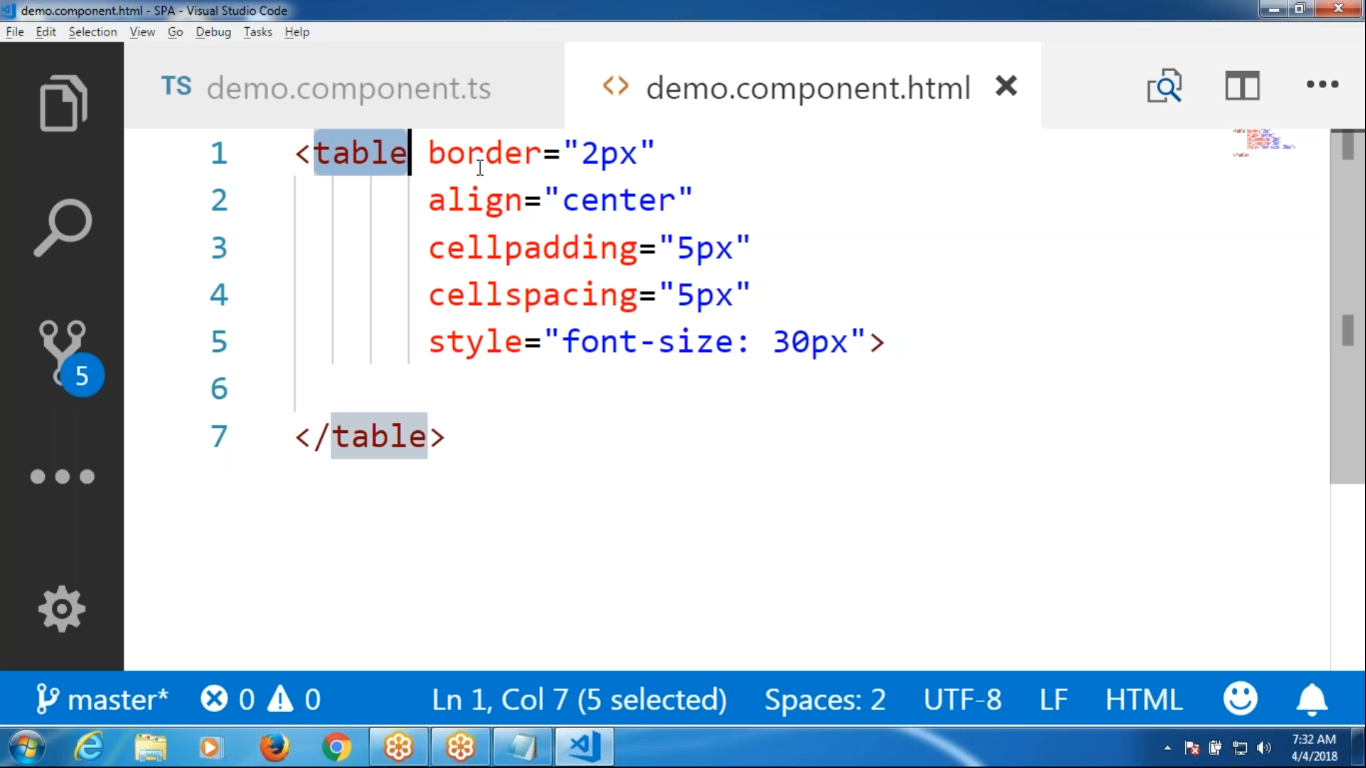 demo.component.html - SPA - Visual Studio Code
File Edit Selection View Go Debug Tasks Help
TS demo.component.ts <> demo.component.html
1 <table border="2px"
2 align="center"
3 cellpadding="5px"
4 cellspacing="5px"
5 style="font-size: 30px">
6
7 </table>
5
master* 0 0 Ln 1, Col 7 (5 selected) Spaces: 2 UTF-8 LF HTML
7:32 AM
4/4/2018